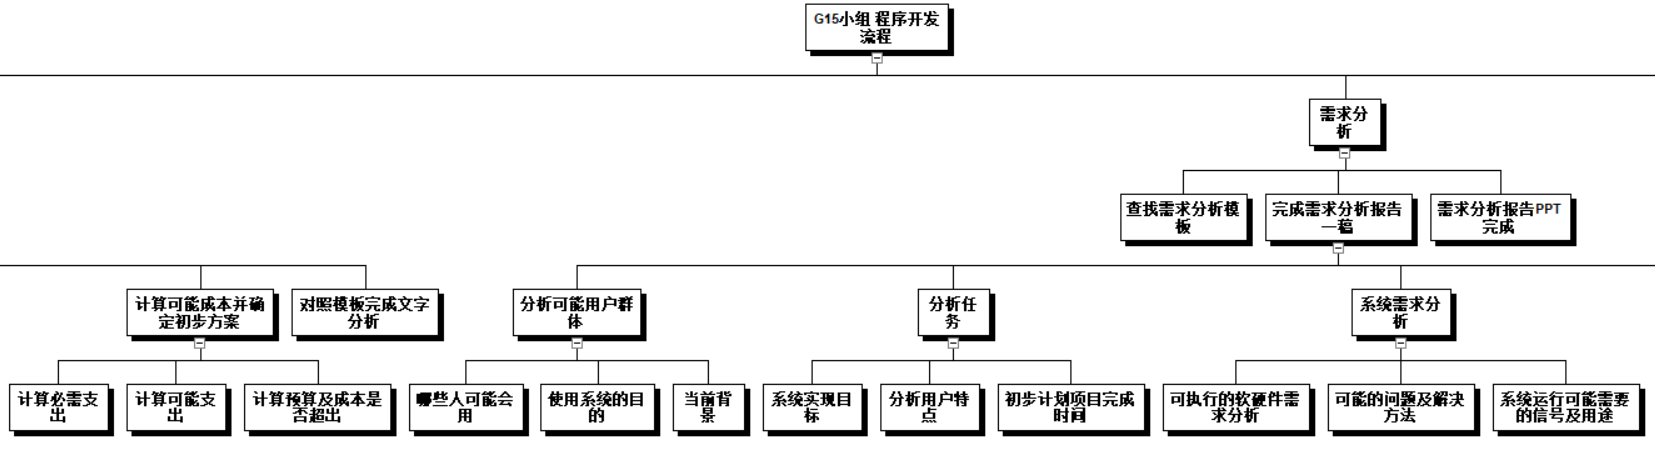 G15小组 程序开发
流程
需求分
析
查找需求分析模
板
完成需求分析报告
一稿
需求分析报告PPT
完成
计算可能成本并确
定初步方案
对照模板完成文字
分析
分析可能用户群
体
分析任
务
系统需求分
析
计算必需支
出
计算可能支
出
计算预算及成本是
否超出
哪些人可能会
用
使用系统的目
的
当前背
景
系统实现目
标
分析用户特
点
初步计划项目完成
时间
可执行的软硬件需
求分析
可能的问题及解决
方法
系统运行可能需要
的信号及用途